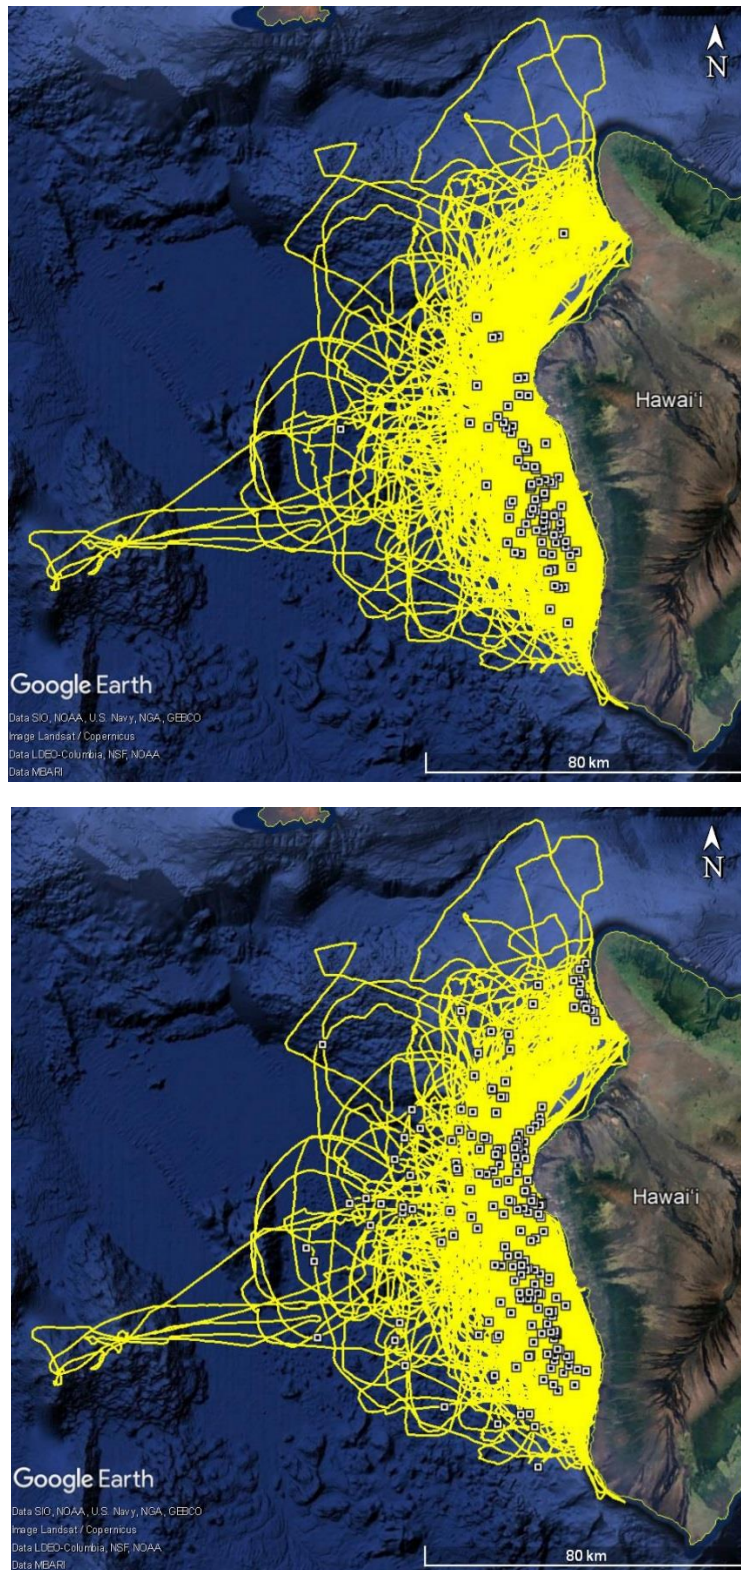 N
Hawai‘i
Google Earth
Data SIO, NOAA, U.S. Navy, NGA, GEBCO
Image Landsat / Copernicus
Data LDEO-Columbia, NSF, NOAA
Data MBARI
80 km
N
Hawai‘i
Google Earth
Data SIO, NOAA, U.S. Navy, NGA, GEBCO
Image Landsat / Copernicus
Data LDEO-Columbia, NSF, NOAA
Data MBARI
80 km